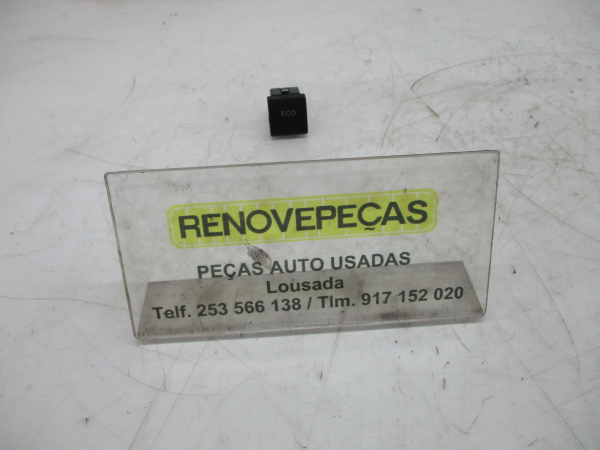 ECO
RENOVEPEÇAS
PEÇAS AUTO USADAS
Lousada
Telf. 253 566 138 / Tlm. 917 152 020